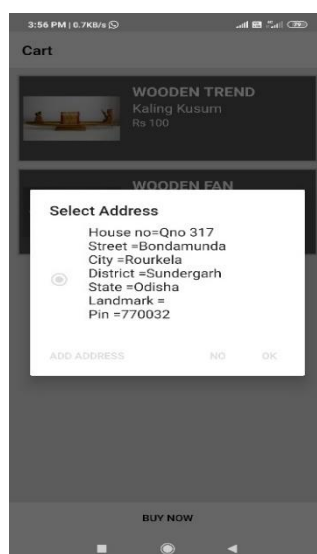 3:56 PM | 0.7KB/s
Cart
WOODEN TREND
Kaling Kusum
Rs 100
WOODEN FAN
Select Address
House no=Qno 317
Street =Bondamunda
City =Rourkela
District =Sundergarh
State =Odisha
Landmark =
Pin =770032
ADD ADDRESS NO OK
BUY NOW